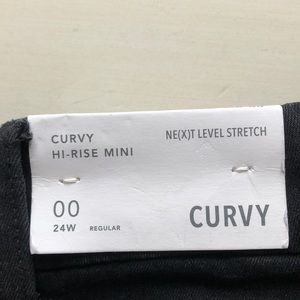 CURVY
HI-RISE MINI
NE(X)T LEVEL STRETCH
00
24W REGULAR
CURVY